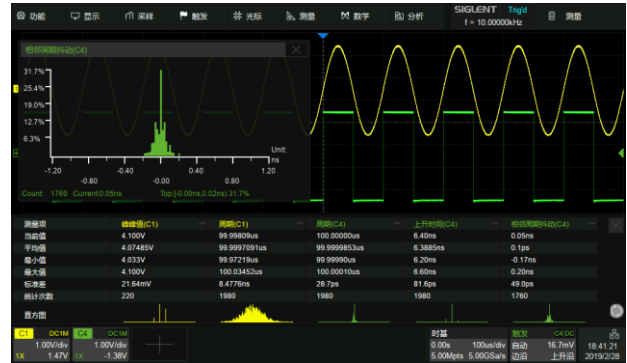 功能 显示 采样 触发 光标 测量 数学 分析 SIGLENT Trig'd 测量
f = 10.00000kHz
相邻周期抖动(C4)
31.7%
25.4%
19.0%
12.7%
6.3%
Unit:
ns
-1.20 -0.40 0.40 1.20
-0.80 -0.00 0.80
Count: 1760 Current:0.05ns Top:[-0.00ns,0.02ns) 31.7%
测量项 峰峰值(C1) 周期(C1) 周期(C4) 上升时间(C4) 相邻周期抖动(C4)
当前值 4.100V 99.99809us 100.00000us 6.40ns 0.05ns
平均值 4.07485V 99.9997091us 99.9999853us 6.3885ns 0.1ps
最小值 4.033V 99.97219us 99.99990us 6.20ns -0.17ns
最大值 4.100V 100.03452us 100.00010us 6.60ns 0.20ns
标准差 21.64mV 8.4776ns 28.7ps 81.6ps 49.0ps
统计次数 220 1980 1980 1980 1760
直方图
C1 DC1M C4 DC1M 时基 触发 C4 DC
1.00V/div 1.00V/div 0.00s 100us/div 自动 16.7mV 18:41:21
1X 1.47V 1X -1.38V 5.00Mpts 5.00GSa/s 边沿 上升沿 2019/2/28